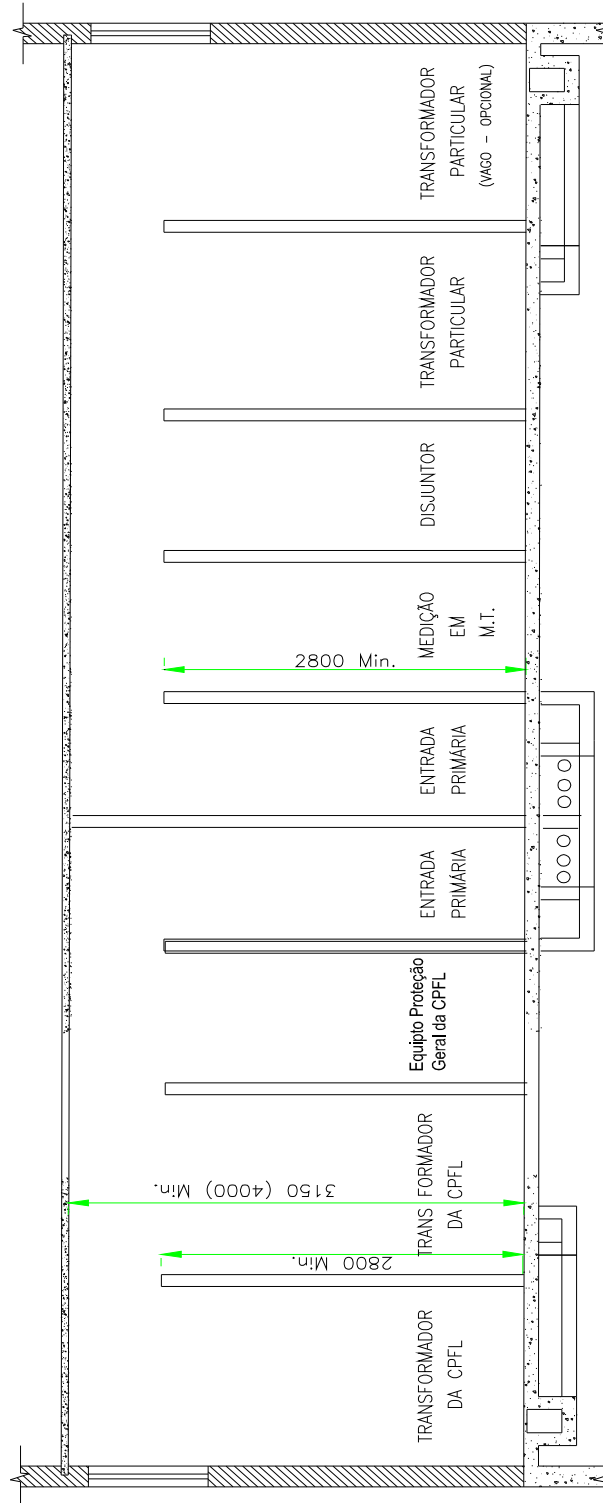 TRANSFORMADOR
DA CPFL
2800 Min.
TRANS FORMADOR
DA CPFL
3150 (4000) Min.
Equipto Proteção
Geral da CPFL
ENTRADA
PRIMÁRIA
ENTRADA
PRIMÁRIA
2800 Min.
MEDIÇÃO
EM
M.T.
DISJUNTOR
TRANSFORMADOR
PARTICULAR
TRANSFORMADOR
PARTICULAR
(VAGO - OPCIONAL)